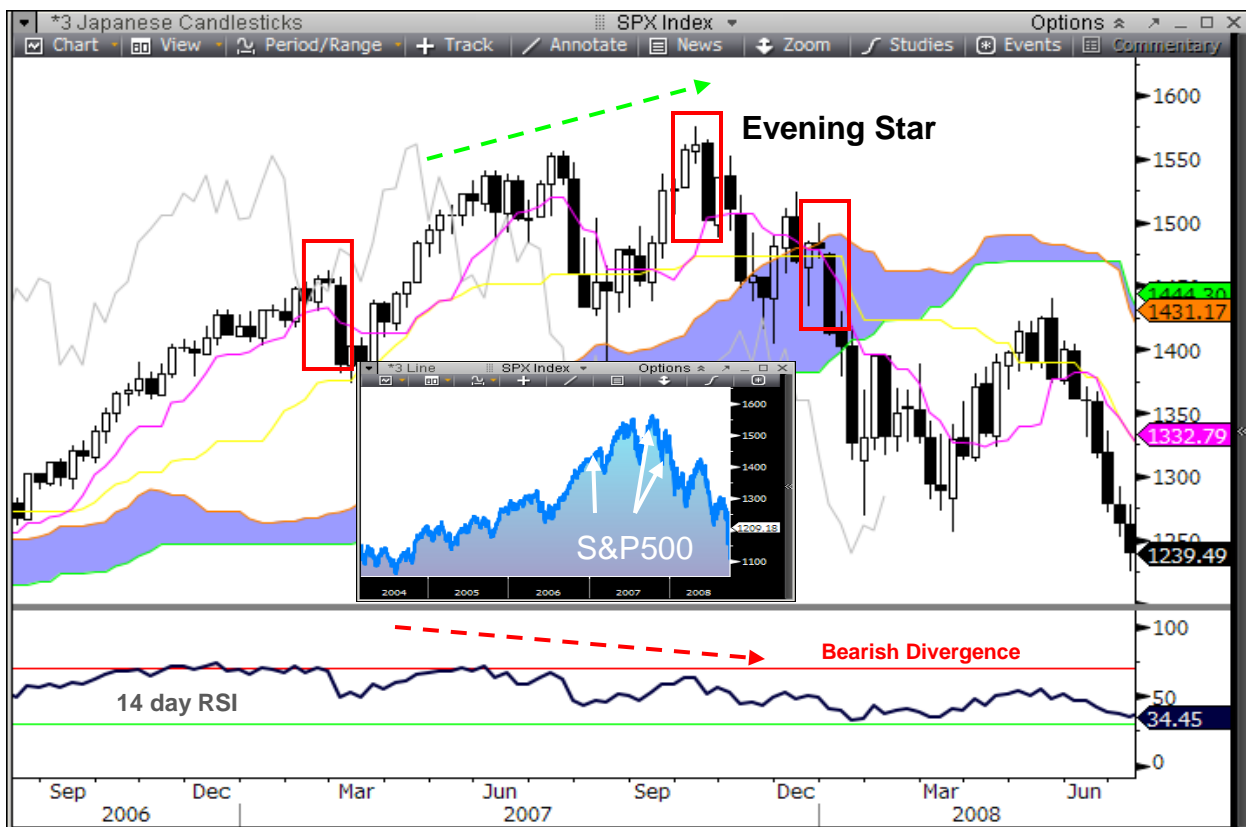 *3 Japanese Candlesticks SPX Index Options
Chart View Period/Range Track Annotate News Zoom Studies Events Commentary
Evening Star
1600
1550
1500
1444.30
1431.17
1400
1350
1332.79
1300
1239.49
*3 Line SPX Index Options
1600
1500
1400
1300
1209.18
1100
S&P500
2004 2005 2006 2007 2008
100
Bearish Divergence
14 day RSI
50
34.45
0
Sep Dec Mar Jun Sep Dec Mar Jun
2006 2007 2008